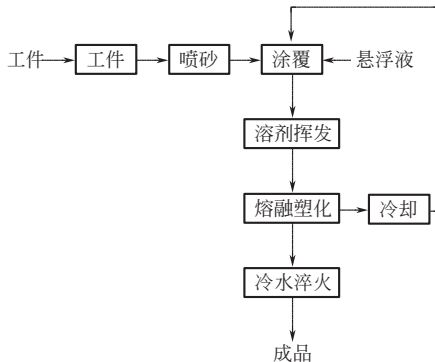 工件 工件 喷砂 涂覆 悬浮液
溶剂挥发
熔融塑化 冷却
冷水淬火
成品